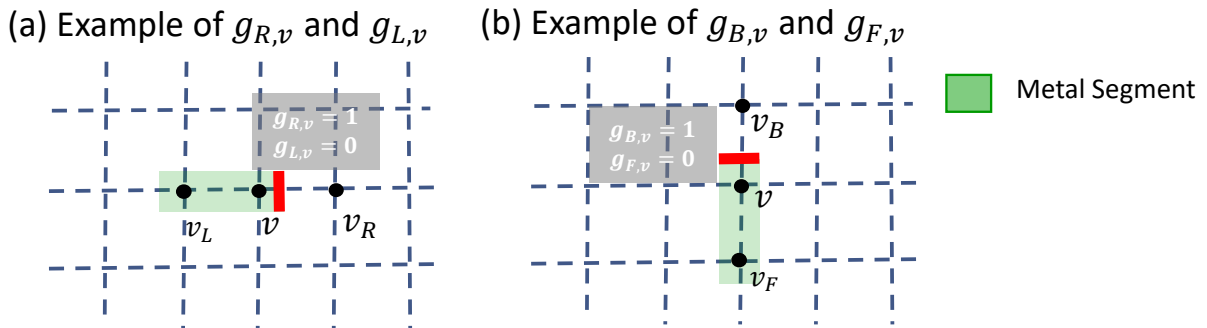 (a) Example of g_{R,v} and g_{L,v}
(b) Example of g_{B,v} and g_{F,v}
g_{R,v} = 1
g_{L,v} = 0
v_L
v
v_R
g_{B,v} = 1
g_{F,v} = 0
v_B
v
v_F
Metal Segment